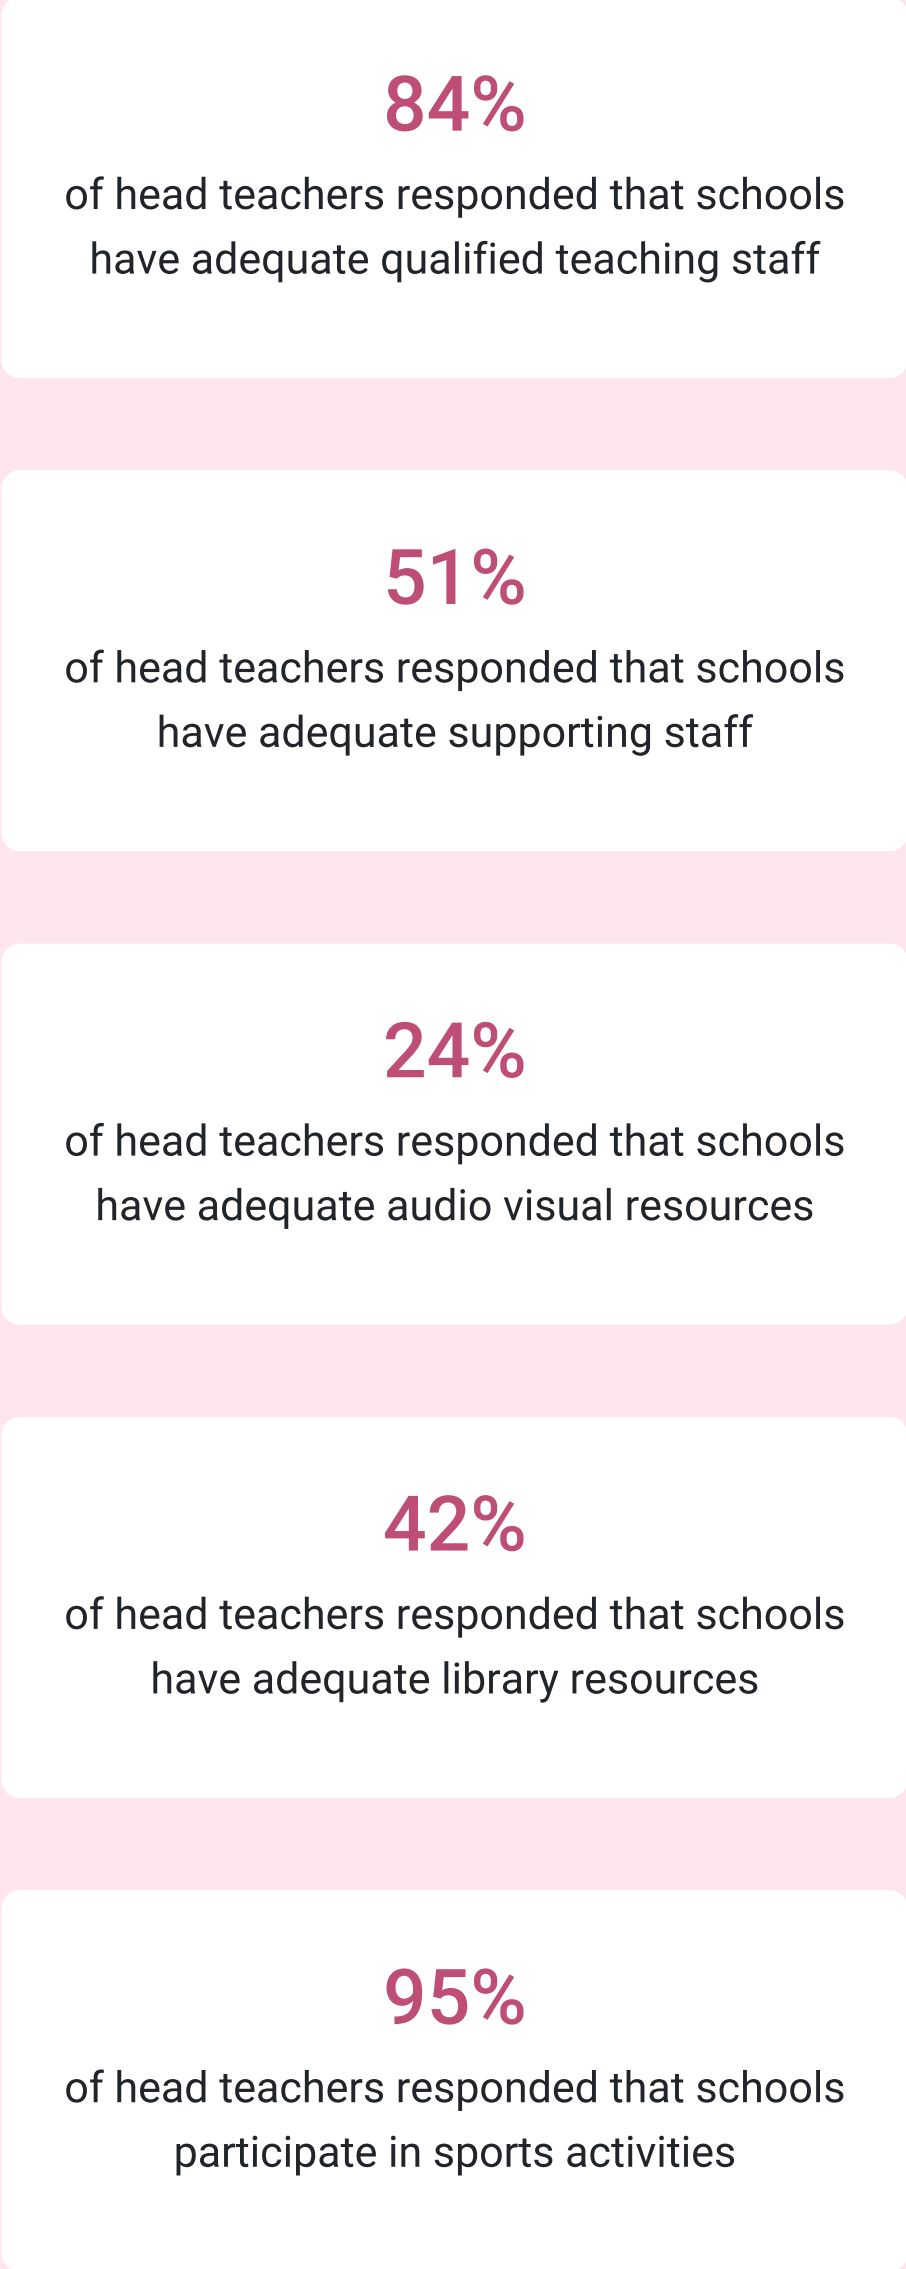 84%
of head teachers responded that schools
have adequate qualified teaching staff
51%
of head teachers responded that schools
have adequate supporting staff
24%
of head teachers responded that schools
have adequate audio visual resources
42%
of head teachers responded that schools
have adequate library resources
95%
of head teachers responded that schools
participate in sports activities